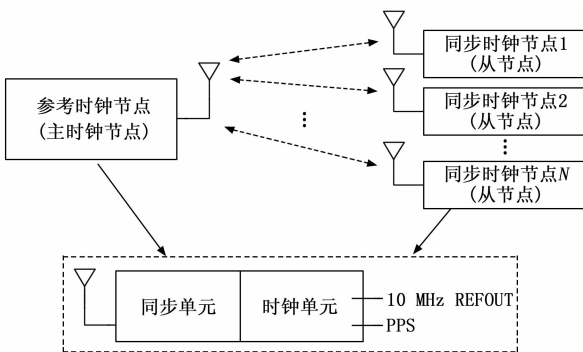 同步时钟节点1
(从节点)
参考时钟节点
(主时钟节点)
同步时钟节点2
(从节点)
同步时钟节点N
(从节点)
同步单元
时钟单元
10 MHz REFOUT
PPS